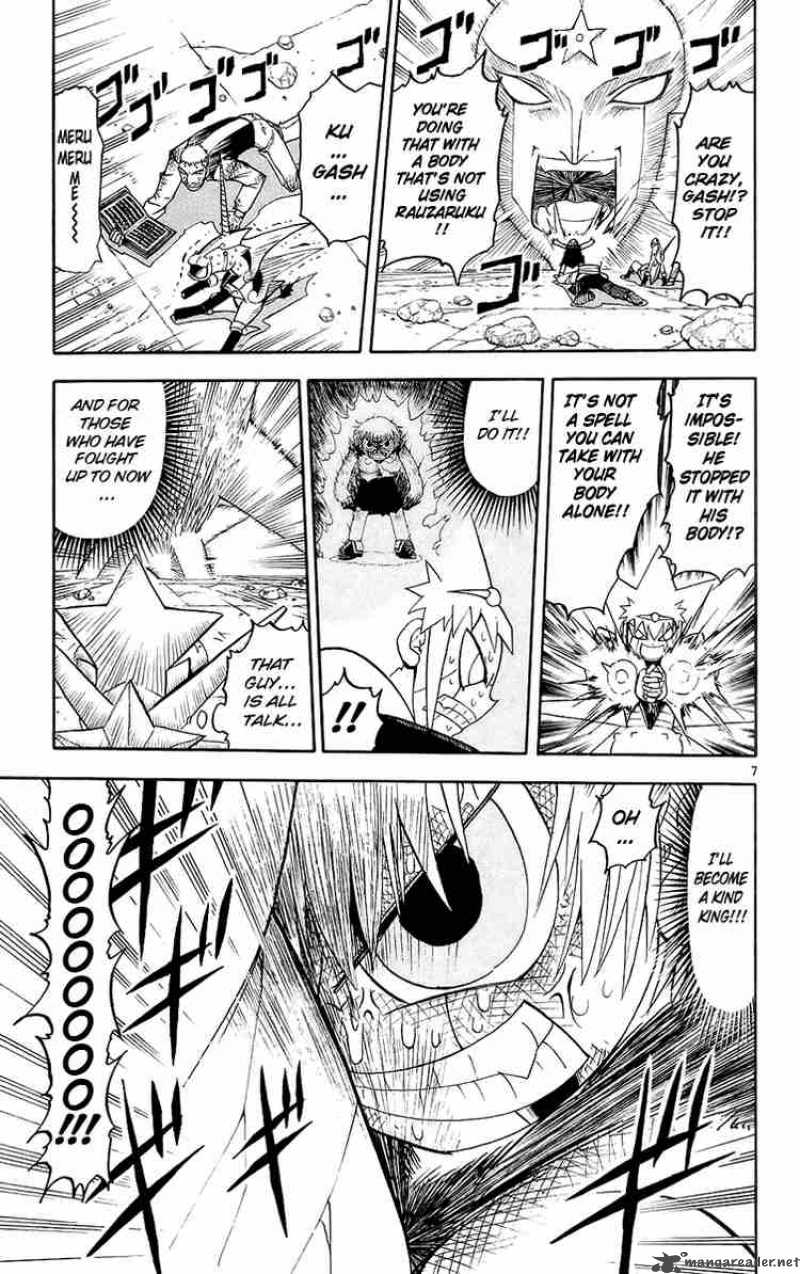 ARE
YOU
CRAZY,
GASH!?
STOP
IT!!
YOU'RE
DOING
THAT WITH
A BODY
THAT'S NOT
USING
RAUZARUKU
!!
ゴゴゴゴ
ゴ
KU
...
GASH
...
MERU
MERU
ME〜〜〜
ゴゴゴゴゴ
IT'S
IMPOS-
SIBLE!
HE
STOPPED
IT WITH
HIS
BODY!?
IT'S NOT
A SPELL
YOU CAN
TAKE WITH
YOUR
BODY
ALONE!!
I'LL
DO IT!!
!!
AND FOR
THOSE
WHO HAVE
FOUGHT
UP TO NOW
...
THAT
GUY...
IS ALL
TALK...
7
I'LL
BECOME
A KIND
KING!!!
OH
...
OOOOOOOOOO!!!
mangareader.net